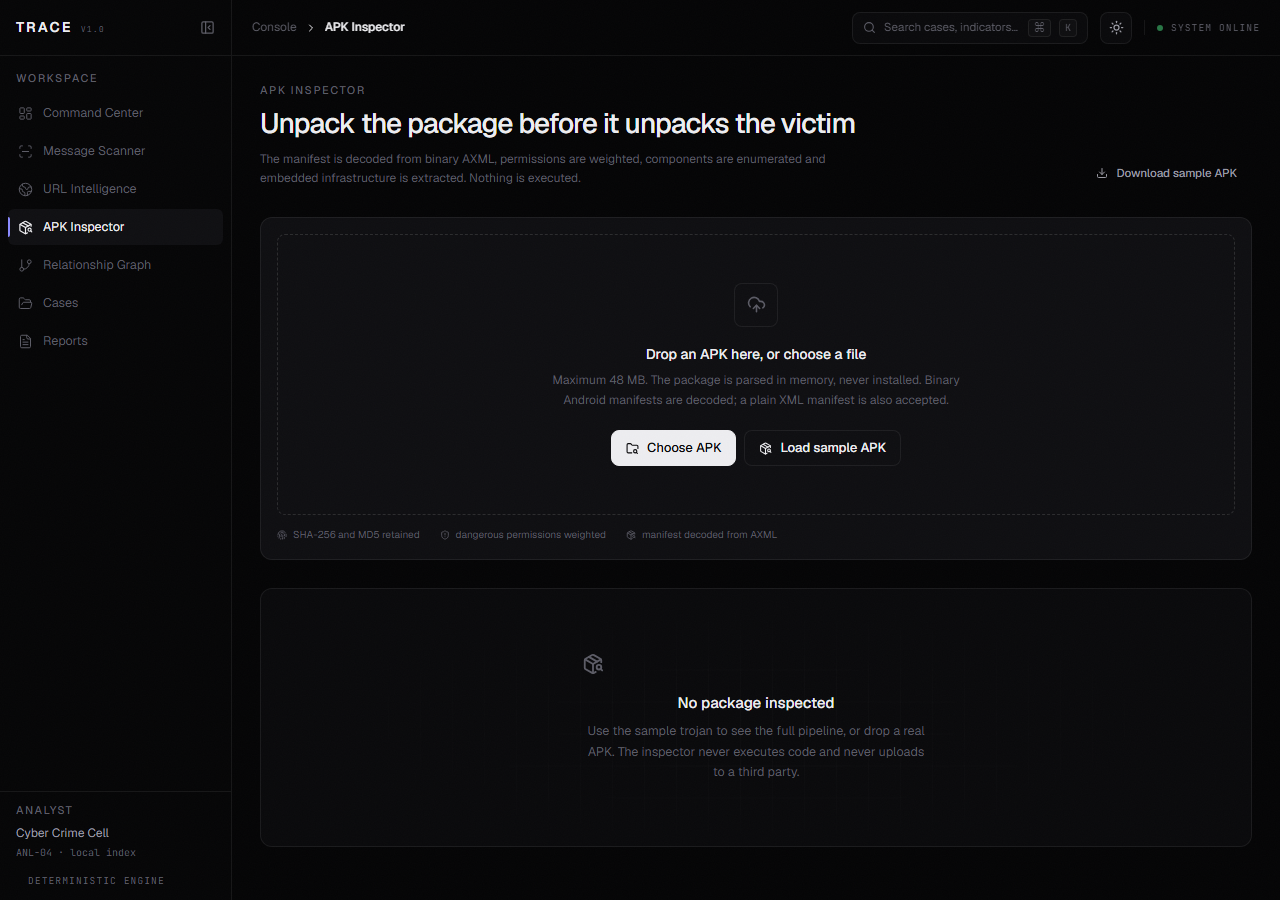 TRACE V1.0
Console > APK Inspector
Search cases, indicators... ⌘ K
SYSTEM ONLINE
WORKSPACE
Command Center
Message Scanner
URL Intelligence
APK Inspector
Relationship Graph
Cases
Reports
ANALYST
Cyber Crime Cell
ANL-04 · local index
DETERMINISTIC ENGINE
APK INSPECTOR
Unpack the package before it unpacks the victim
The manifest is decoded from binary AXML, permissions are weighted, components are enumerated and
embedded infrastructure is extracted. Nothing is executed.
Download sample APK
Drop an APK here, or choose a file
Maximum 48 MB. The package is parsed in memory, never installed. Binary
Android manifests are decoded; a plain XML manifest is also accepted.
Choose APK
Load sample APK
SHA-256 and MD5 retained
dangerous permissions weighted
manifest decoded from AXML
No package inspected
Use the sample trojan to see the full pipeline, or drop a real
APK. The inspector never executes code and never uploads
to a third party.